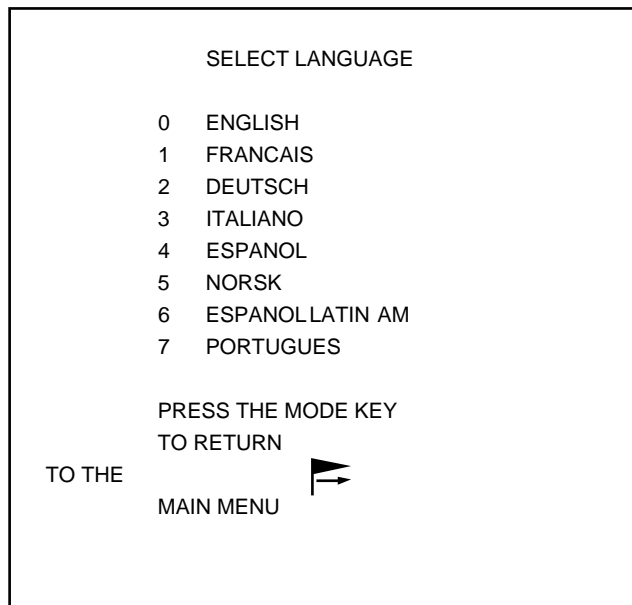 SELECT LANGUAGE
0 ENGLISH
1 FRANCAIS
2 DEUTSCH
3 ITALIANO
4 ESPANOL
5 NORSK
6 ESPANOL LATIN AM
7 PORTUGUES
PRESS THE MODE KEY
TO RETURN
TO THE
MAIN MENU